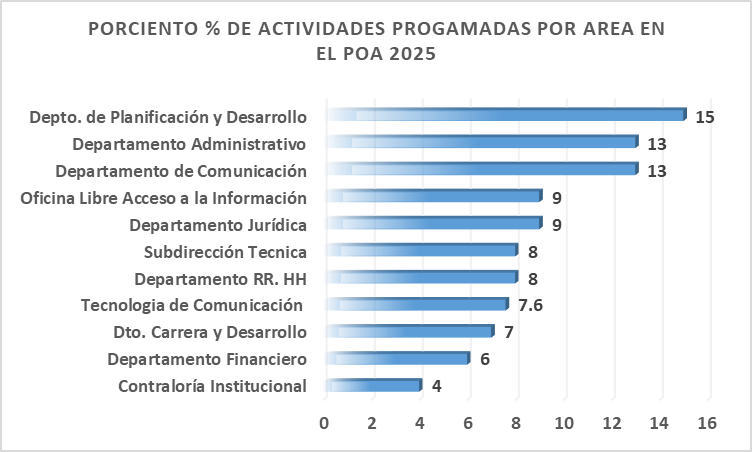 PORCIENTO % DE ACTIVIDADES PROGAMADAS POR AREA EN
EL POA 2025
Depto. de Planificación y Desarrollo 15
Departamento Administrativo 13
Departamento de Comunicación 13
Oficina Libre Acceso a la Información 9
Departamento Jurídica 9
Subdirección Tecnica 8
Departamento RR. HH 8
Tecnologia de Comunicación 7.6
Dto. Carrera y Desarrollo 7
Departamento Financiero 6
Contraloría Institucional 4
0 2 4 6 8 10 12 14 16